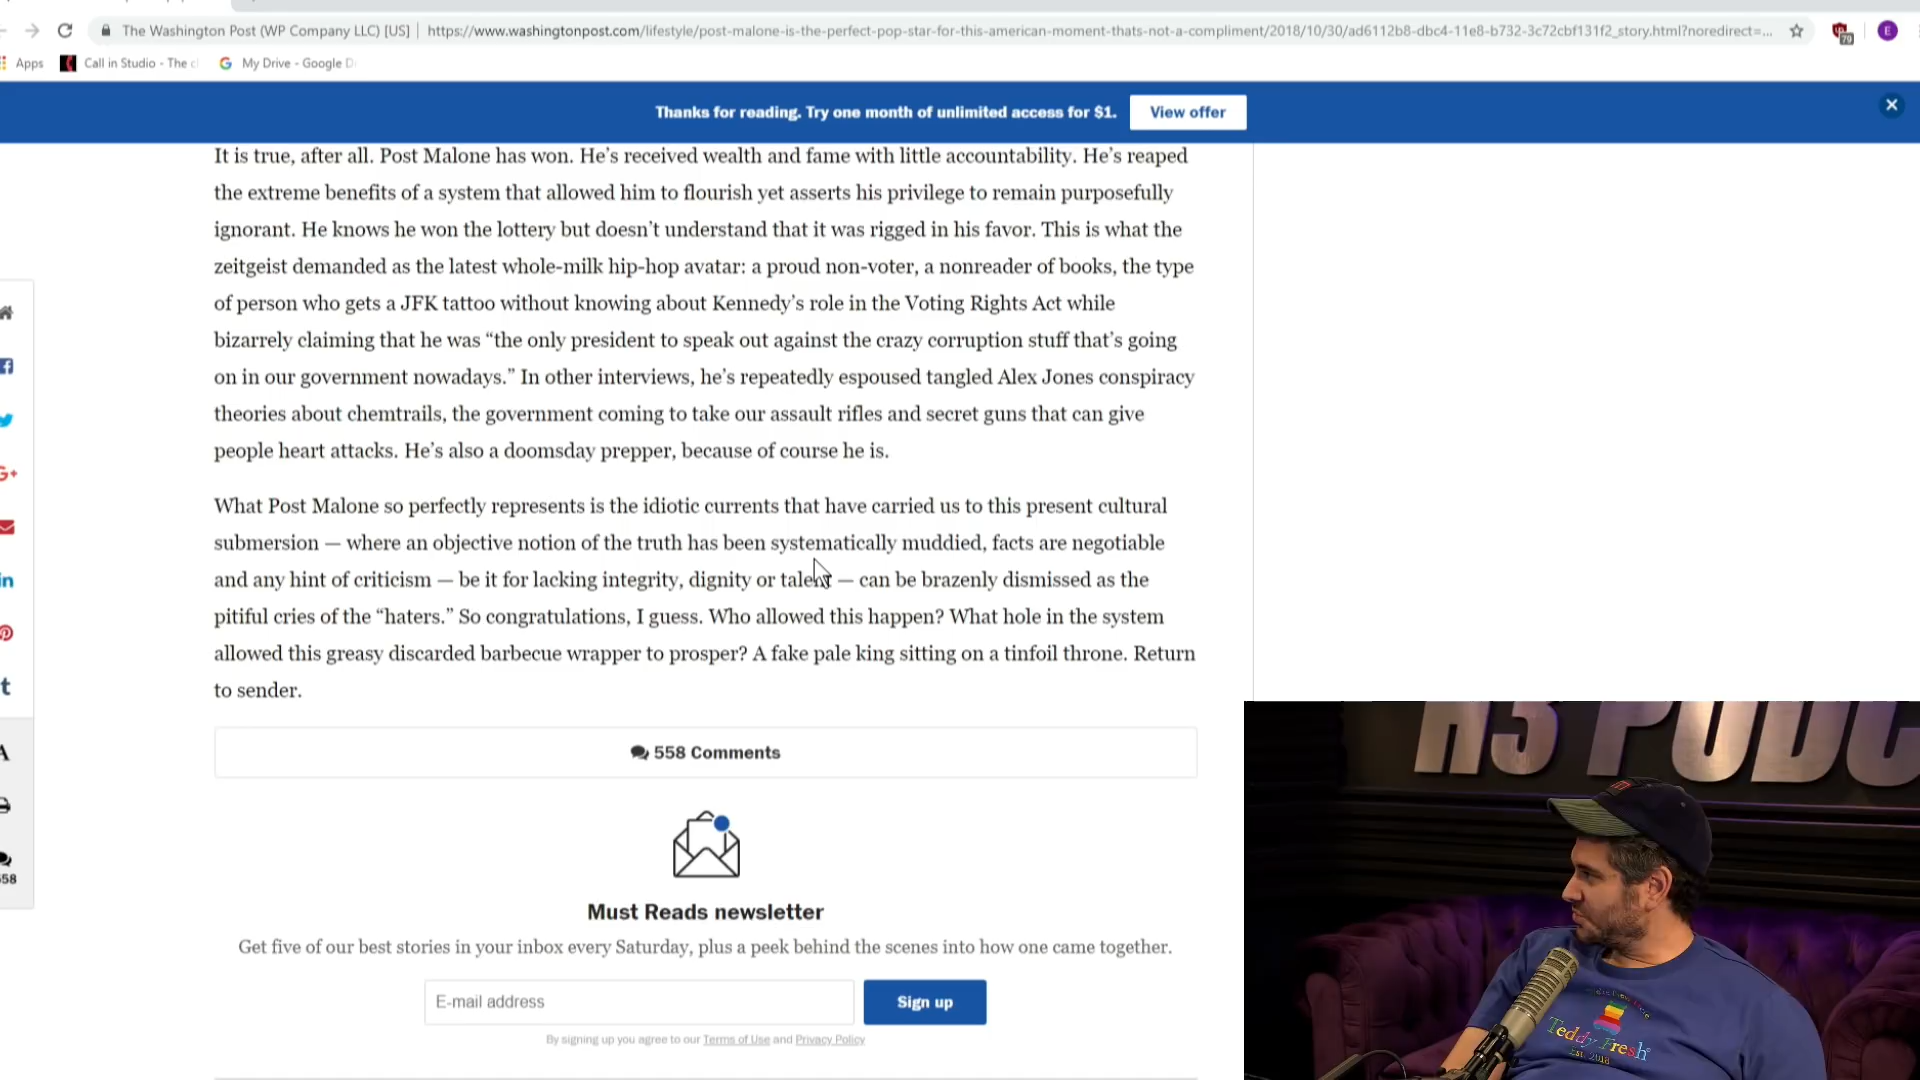 The Washington Post (WP Company LLC) [US] | https://www.washingtonpost.com/lifestyle/post-malone-is-the-perfect-pop-star-for-this-american-moment-thats-not-a-compliment/2018/10/30/ad6112b8-dbc4-11e8-b732-3c72cbf131f2_story.html?noredirect=...
79
E
Apps
Call in Studio - The
My Drive - Google
Thanks for reading. Try one month of unlimited access for $1.
View offer
It is true, after all. Post Malone has won. He’s received wealth and fame with little accountability. He’s reaped
the extreme benefits of a system that allowed him to flourish yet asserts his privilege to remain purposefully
ignorant. He knows he won the lottery but doesn’t understand that it was rigged in his favor. This is what the
zeitgeist demanded as the latest whole-milk hip-hop avatar: a proud non-voter, a nonreader of books, the type
of person who gets a JFK tattoo without knowing about Kennedy’s role in the Voting Rights Act while
bizarrely claiming that he was “the only president to speak out against the crazy corruption stuff that’s going
on in our government nowadays.” In other interviews, he’s repeatedly espoused tangled Alex Jones conspiracy
theories about chemtrails, the government coming to take our assault rifles and secret guns that can give
people heart attacks. He’s also a doomsday prepper, because of course he is.
What Post Malone so perfectly represents is the idiotic currents that have carried us to this present cultural
submersion — where an objective notion of the truth has been systematically muddied, facts are negotiable
and any hint of criticism — be it for lacking integrity, dignity or talent — can be brazenly dismissed as the
pitiful cries of the “haters.” So congratulations, I guess. Who allowed this happen? What hole in the system
allowed this greasy discarded barbecue wrapper to prosper? A fake pale king sitting on a tinfoil throne. Return
to sender.
558 Comments
Must Reads newsletter
Get five of our best stories in your inbox every Saturday, plus a peek behind the scenes into how one came together.
E-mail address
Sign up
By signing up you agree to our Terms of Use and Privacy Policy
H3 PODC
Teddy Fresh
Est. 2018